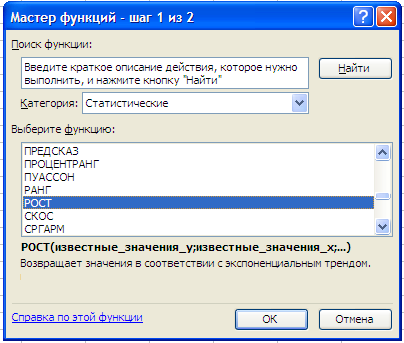 Мастер функций - шаг 1 из 2
Поиск функции:
Введите краткое описание действия, которое нужно
выполнить, и нажмите кнопку "Найти"
Найти
Категория: Статистические
Выберите функцию:
ПРЕДСКАЗ
ПРОЦЕНТРАНГ
ПУАССОН
РАНГ
РОСТ
СКОС
СРГАРМ
РОСТ(известные_значения_y;известные_значения_x;...)
Возвращает значения в соответствии с экспоненциальным трендом.
Справка по этой функции
ОК
Отмена